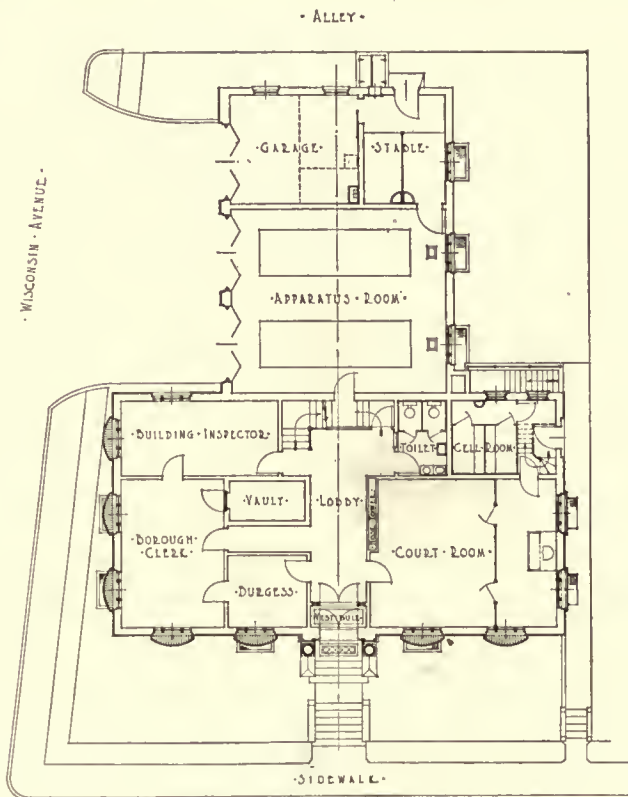 · ALLEY ·
· WISCONSIN · AVENUE ·
· GARAGE ·
· STABLE ·
· APPARATUS · ROOM ·
· BUILDING · INSPECTOR ·
· TOILET ·
· CELL · ROOM ·
· VAULT ·
· LOBBY ·
· BOROUGH ·
· CLERK ·
· COURT · ROOM ·
· BURGESS ·
· VESTIBULE ·
· SIDEWALK ·